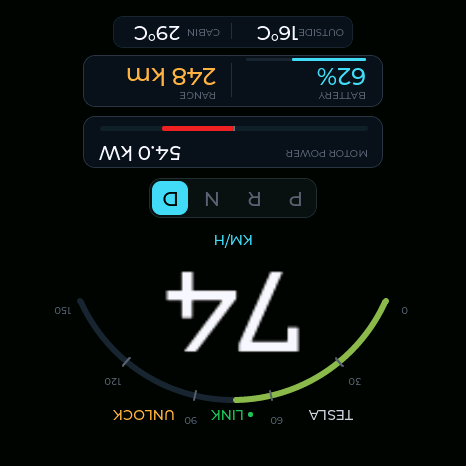 TESLA 60 • LINK 90 UNLOCK
30 120
0 150
74
KM/H
P R N D
MOTOR POWER 54.0 kW
BATTERY RANGE
62% 248 km
OUTSIDE 16°C CABIN 29°C